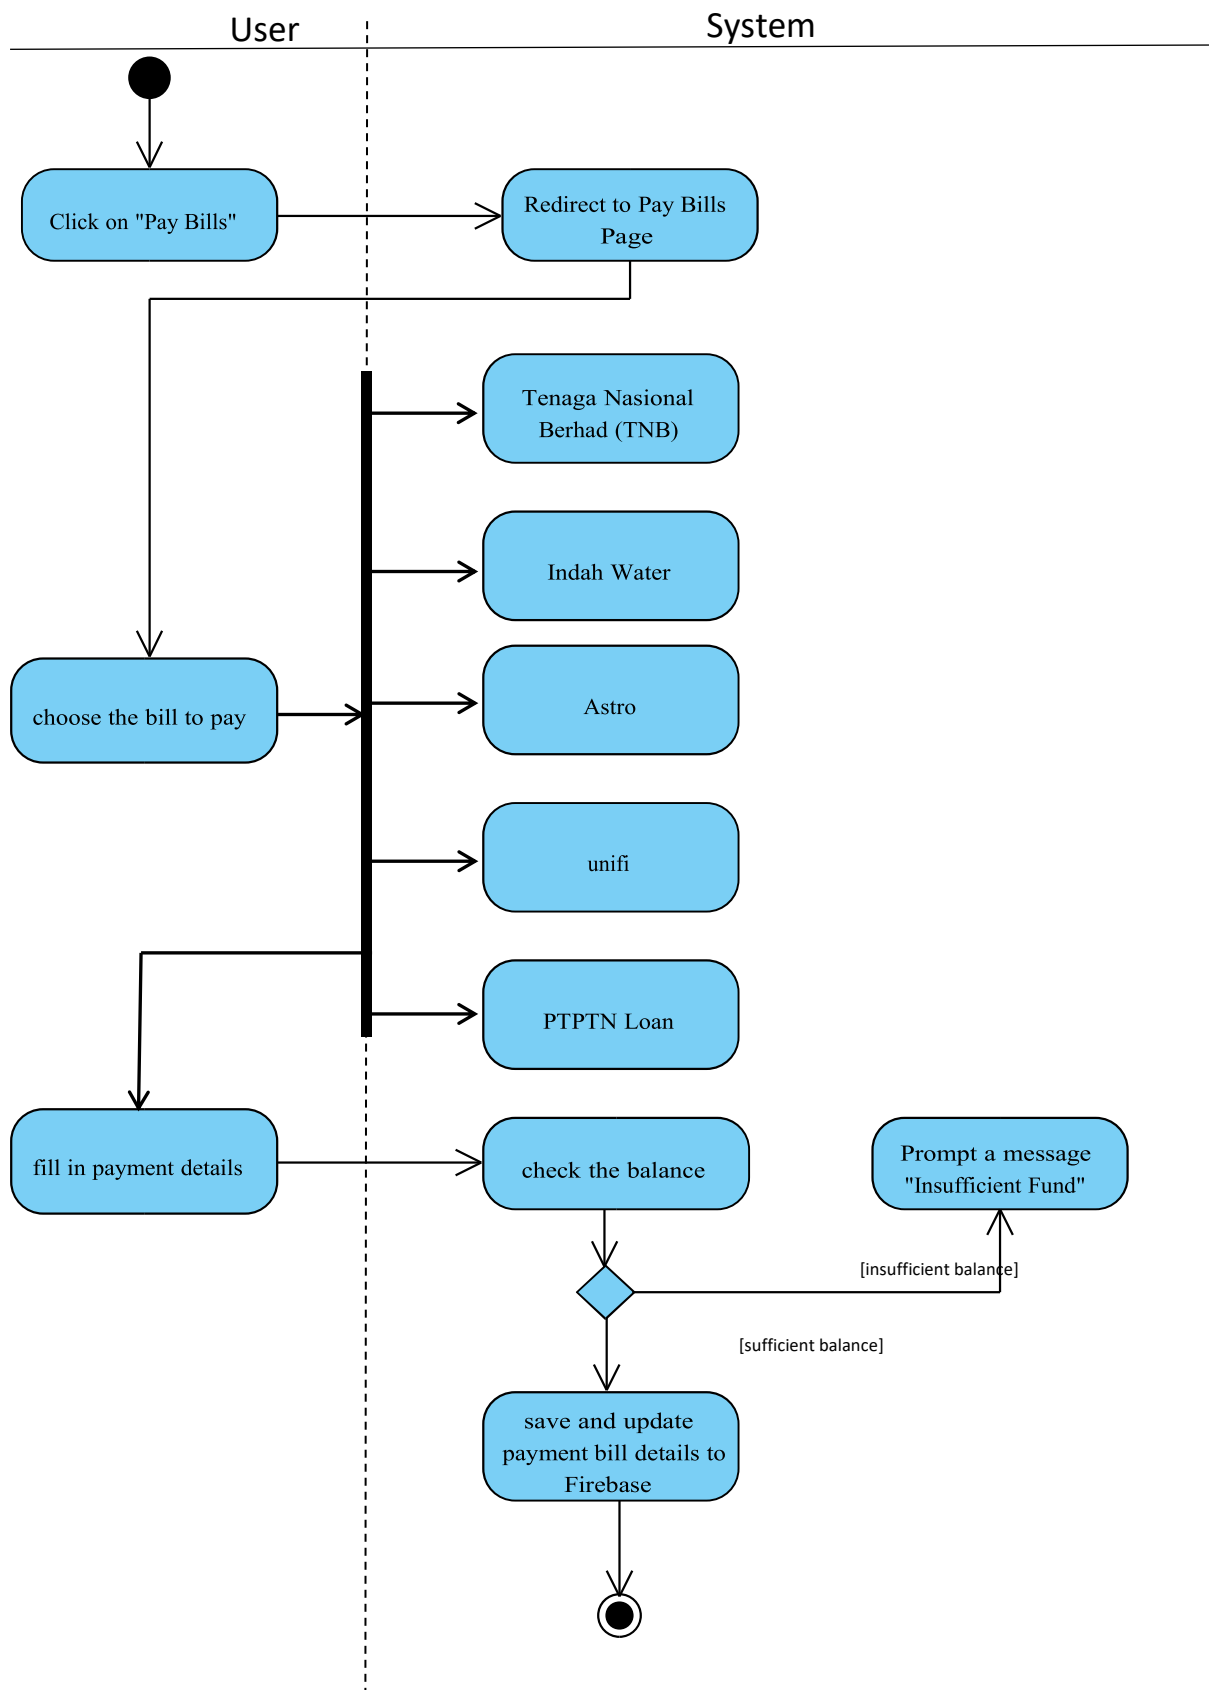 User
System
Click on "Pay Bills"
Redirect to Pay Bills
Page
Tenaga Nasional
Berhad (TNB)
Indah Water
Astro
choose the bill to pay
unifi
PTPTN Loan
fill in payment details
check the balance
Prompt a message
"Insufficient Fund"
[insufficient balance]
[sufficient balance]
save and update
payment bill details to
Firebase